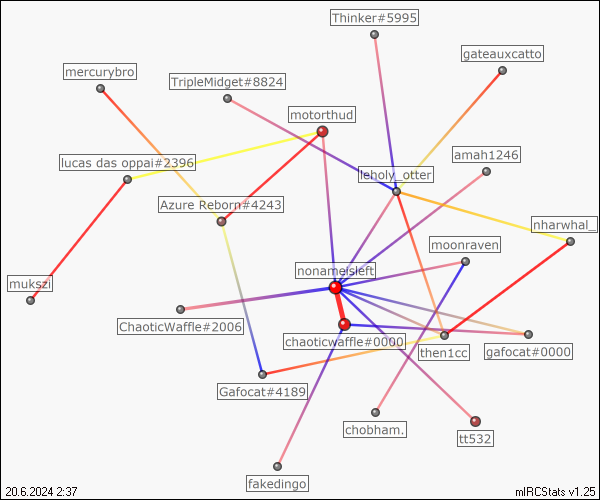 Thinker#5995
gateauxcatto
mercurybro
TripleMidget#8824
motorthud
amah1246
lucas das oppai#2396
leholy_otter
Azure Reborn#4243
nharwhal_
moonraven
nonameisleft
mukszi
ChaoticWaffle#2006
chaoticwaffle#0000
then1cc
gafocat#0000
Gafocat#4189
chobham.
tt532
fakedingo
20.6.2024 2:37
mIRCStats v1.25